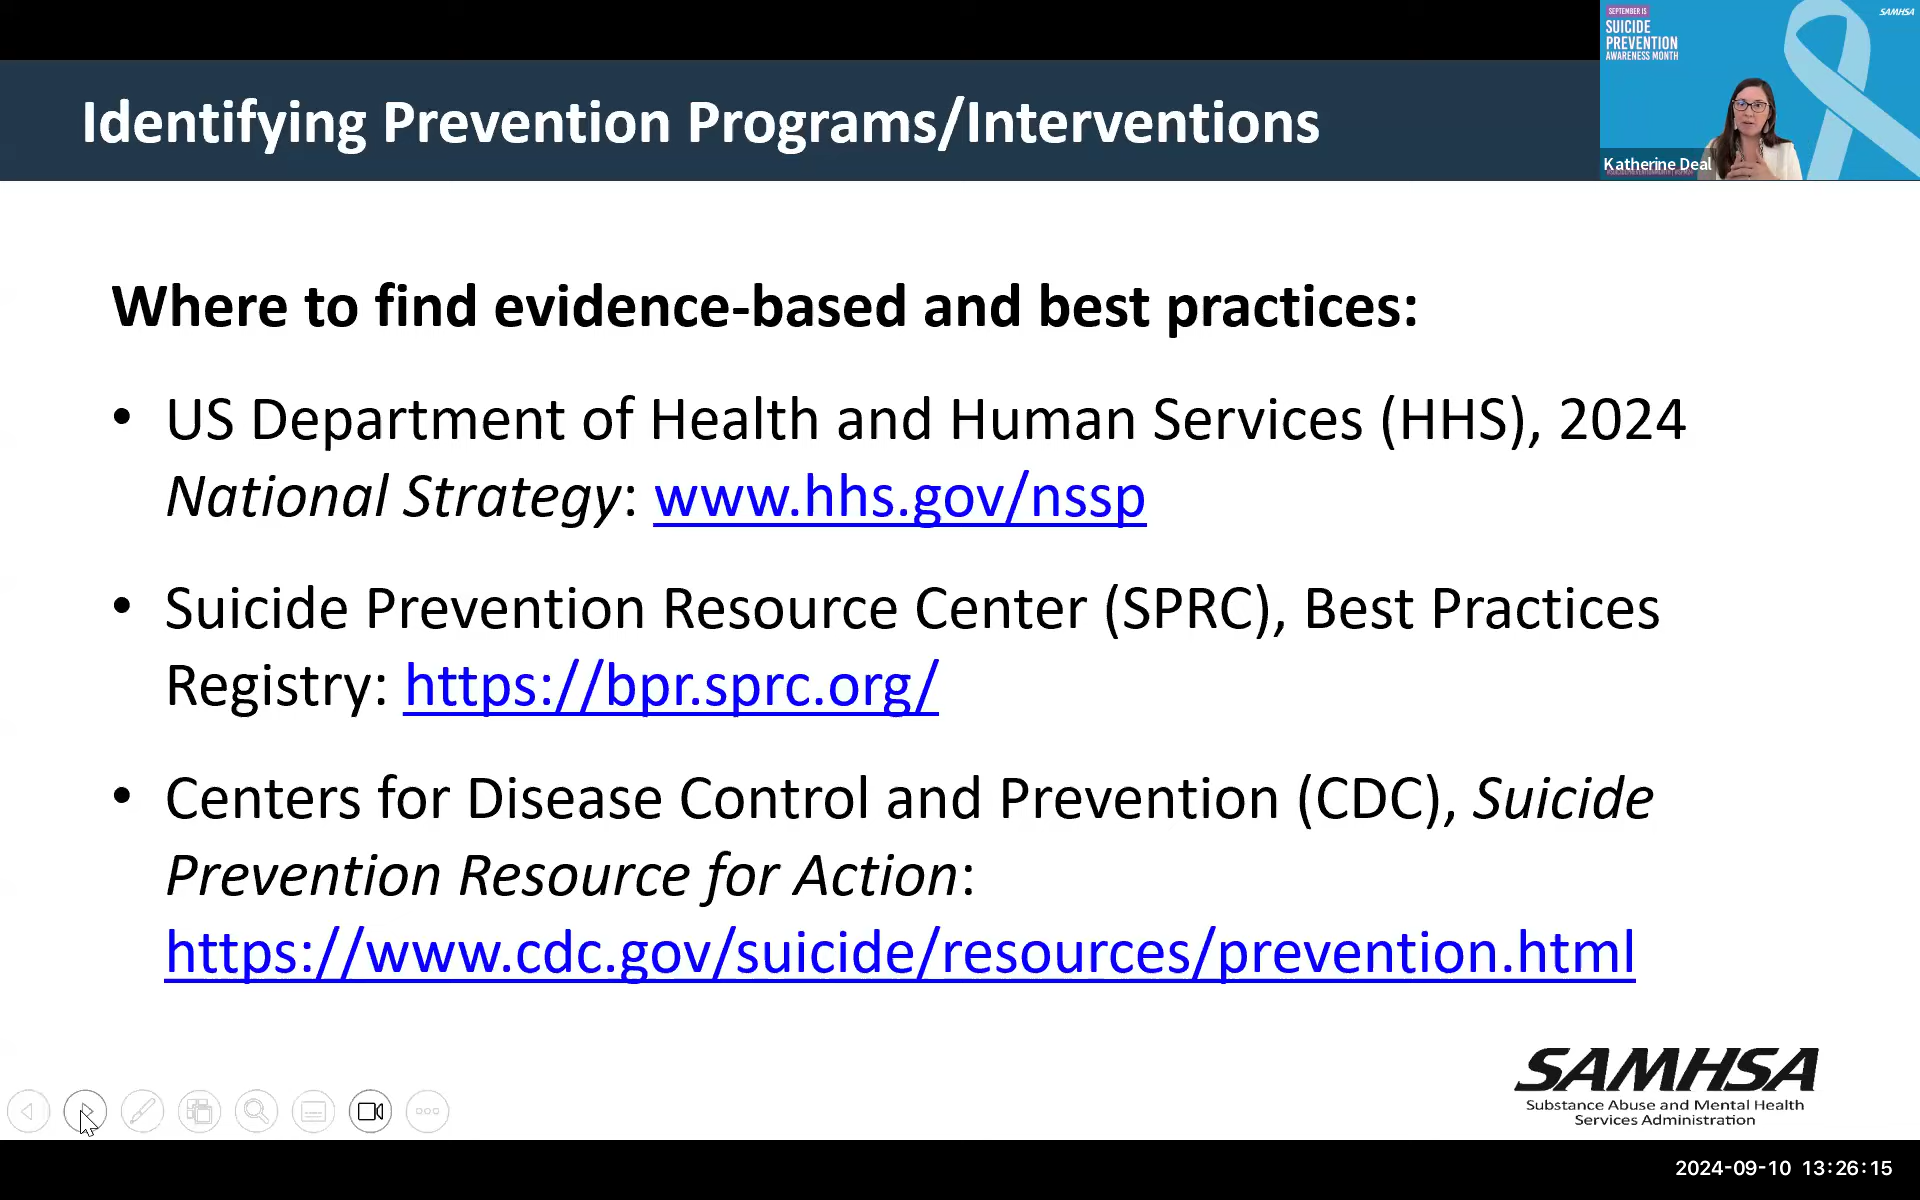 SEPTEMBER IS
SUICIDE
PREVENTION
AWARENESS MONTH
SAMHSA
Katherine Deal
Identifying Prevention Programs/Interventions
Where to find evidence-based and best practices:
• US Department of Health and Human Services (HHS), 2024
National Strategy: www.hhs.gov/nssp
• Suicide Prevention Resource Center (SPRC), Best Practices
Registry: https://bpr.sprc.org/
• Centers for Disease Control and Prevention (CDC), Suicide
Prevention Resource for Action:
https://www.cdc.gov/suicide/resources/prevention.html
SAMHSA
Substance Abuse and Mental Health
Services Administration
2024-09-10 13:26:15